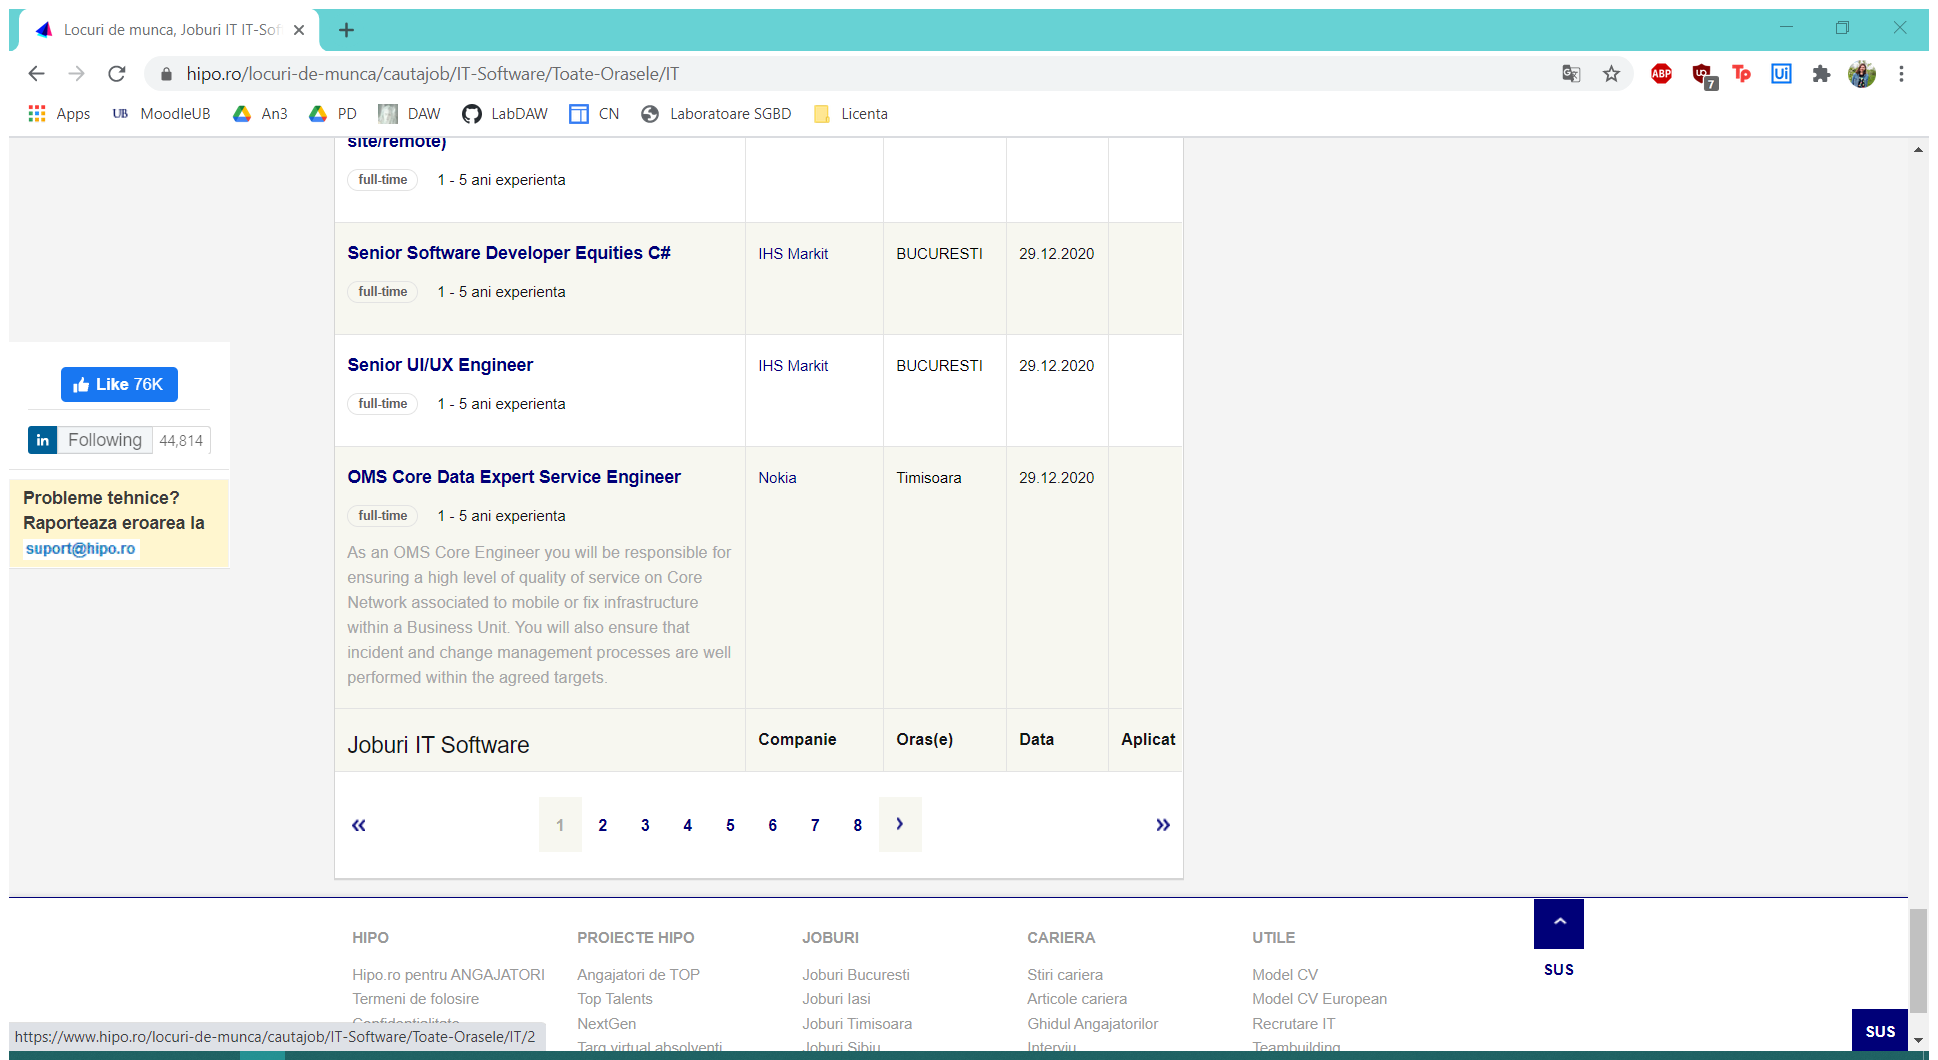 Locuri de munca, Joburi IT IT-Sof
hipo.ro/locuri-de-munca/cautajob/IT-Software/Toate-Orasele/IT
ABP
7
Tp
Ui
Apps UB MoodleUB An3 PD DAW LabDAW CN Laboratoare SGBD Licenta
site/remote)
full-time 1 - 5 ani experienta
Senior Software Developer Equities C# IHS Markit BUCURESTI 29.12.2020
full-time 1 - 5 ani experienta
Senior UI/UX Engineer IHS Markit BUCURESTI 29.12.2020
full-time 1 - 5 ani experienta
Like 76K
in Following 44,814
Probleme tehnice?
Raporteaza eroarea la
suport@hipo.ro
OMS Core Data Expert Service Engineer Nokia Timisoara 29.12.2020
full-time 1 - 5 ani experienta
As an OMS Core Engineer you will be responsible for
ensuring a high level of quality of service on Core
Network associated to mobile or fix infrastructure
within a Business Unit. You will also ensure that
incident and change management processes are well
performed within the agreed targets.
Joburi IT Software Companie Oras(e) Data Aplicat
« 1 2 3 4 5 6 7 8 › »
HIPO PROIECTE HIPO JOBURI CARIERA UTILE
Hipo.ro pentru ANGAJATORI Angajatori de TOP Joburi Bucuresti Stiri cariera Model CV
Termeni de folosire Top Talents Joburi Iasi Articole cariera Model CV European
Confidentialitate NextGen Joburi Timisoara Ghidul Angajatorilor Recrutare IT
Targ virtual absolventi Joburi Sibiu Interviu Teambuilding
SUS
SUS
https://www.hipo.ro/locuri-de-munca/cautajob/IT-Software/Toate-Orasele/IT/2